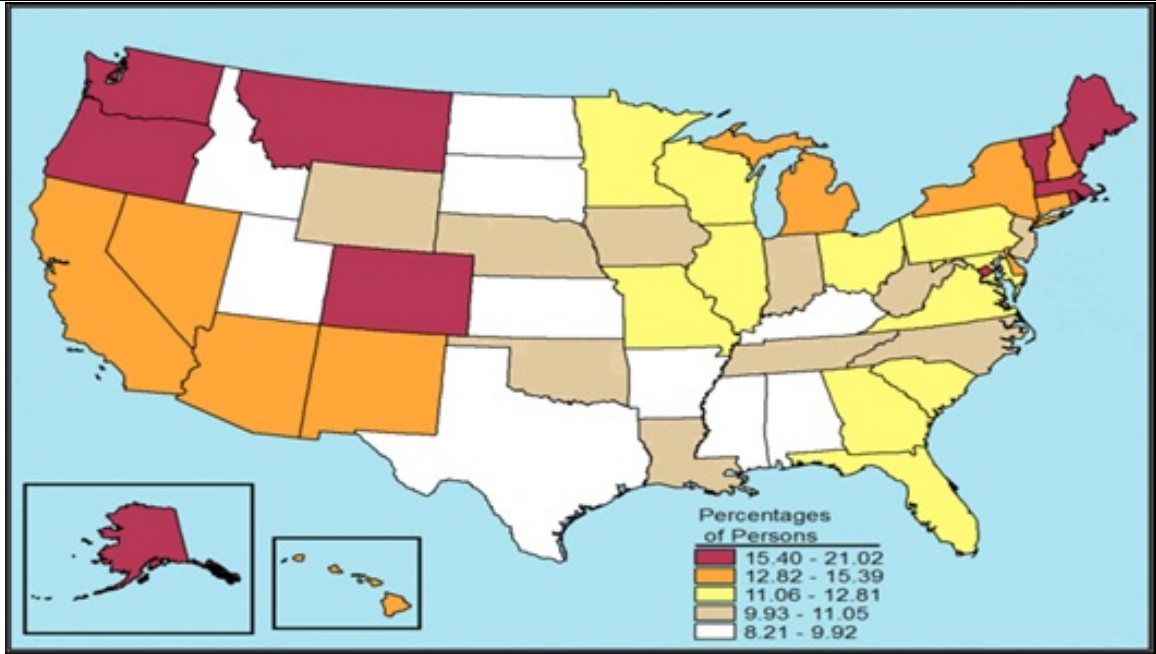 Percentages
of Persons
15.40 - 21.02
12.82 - 15.39
11.06 - 12.81
9.93 - 11.05
8.21 - 9.92